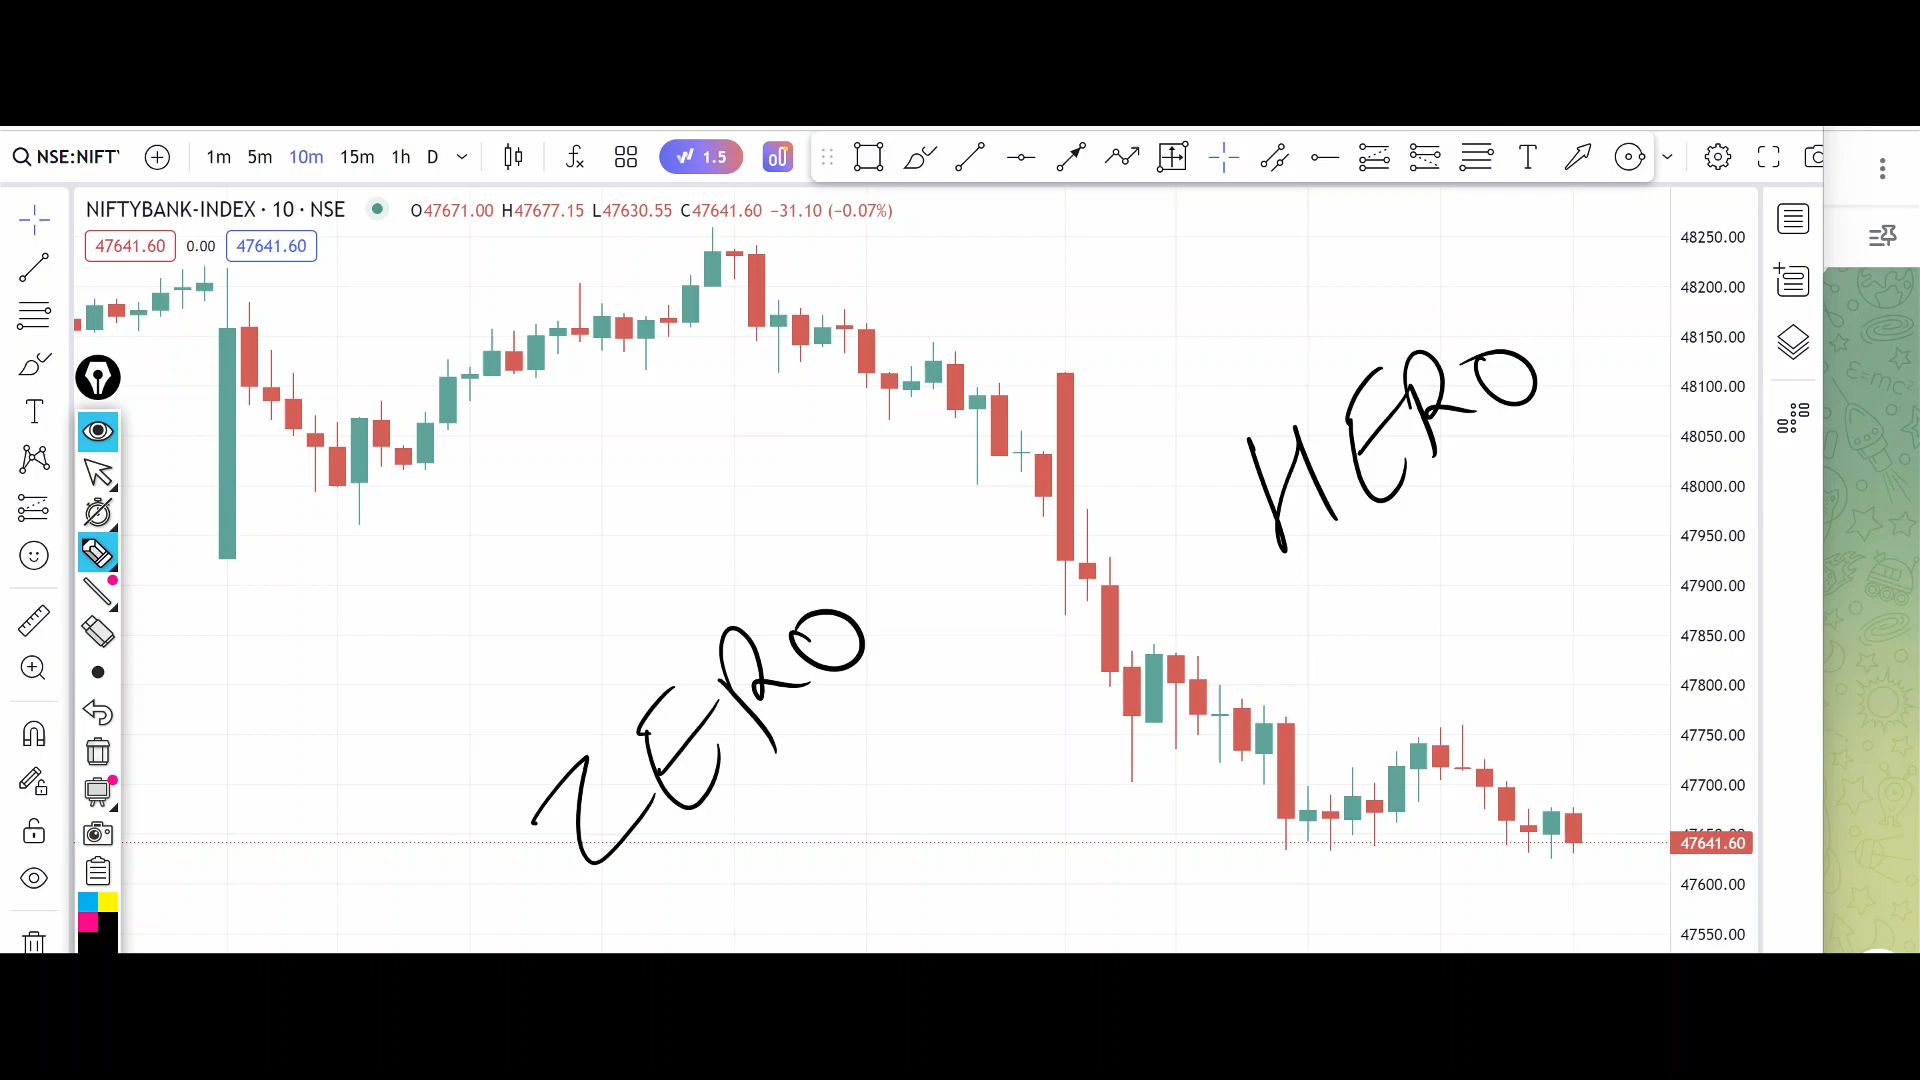 NSE:NIFT
1m 5m 10m 15m 1h D 1.5
NIFTYBANK-INDEX · 10 · NSE O47671.00 H47677.15 L47630.55 C47641.60 −31.10 (−0.07%)
47641.60 0.00 47641.60
48250.00
48200.00
48150.00
48100.00
48050.00
48000.00
47950.00
47900.00
47850.00
47800.00
47750.00
47700.00
47641.60
47600.00
47550.00
HERO
ZERO